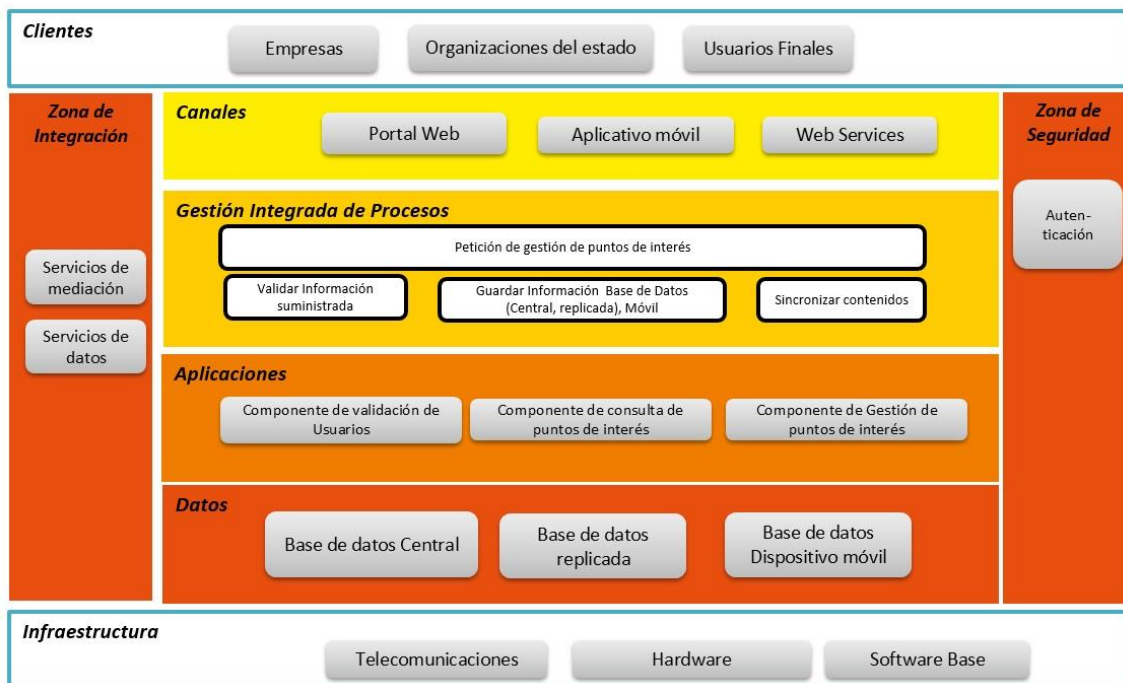 Clientes
Empresas
Organizaciones del estado
Usuarios Finales
Zona de
Integración
Servicios de
mediación
Servicios de
datos
Canales
Portal Web
Aplicativo móvil
Web Services
Gestión Integrada de Procesos
Petición de gestión de puntos de interés
Validar Información
suministrada
Guardar Información Base de Datos
(Central, replicada), Móvil
Sincronizar contenidos
Aplicaciones
Componente de validación de
Usuarios
Componente de consulta de
puntos de interés
Componente de Gestión de
puntos de interés
Datos
Base de datos Central
Base de datos
replicada
Base de datos
Dispositivo móvil
Zona de
Seguridad
Auten-
ticación
Infraestructura
Telecomunicaciones
Hardware
Software Base